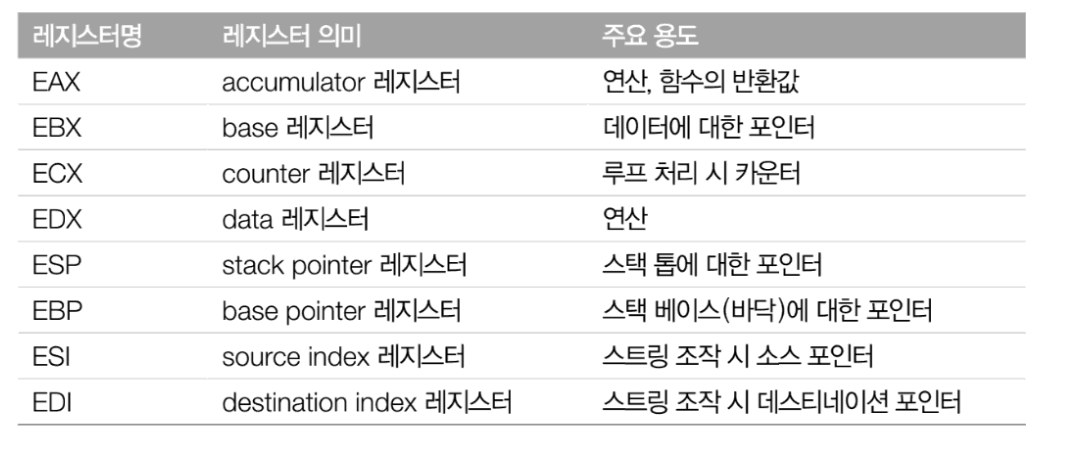 레지스터명 레지스터 의미 주요 용도
EAX accumulator 레지스터 연산, 함수의 반환값
EBX base 레지스터 데이터에 대한 포인터
ECX counter 레지스터 루프 처리 시 카운터
EDX data 레지스터 연산
ESP stack pointer 레지스터 스택 톱에 대한 포인터
EBP base pointer 레지스터 스택 베이스(바닥)에 대한 포인터
ESI source index 레지스터 스트링 조작 시 소스 포인터
EDI destination index 레지스터 스트링 조작 시 데스티네이션 포인터